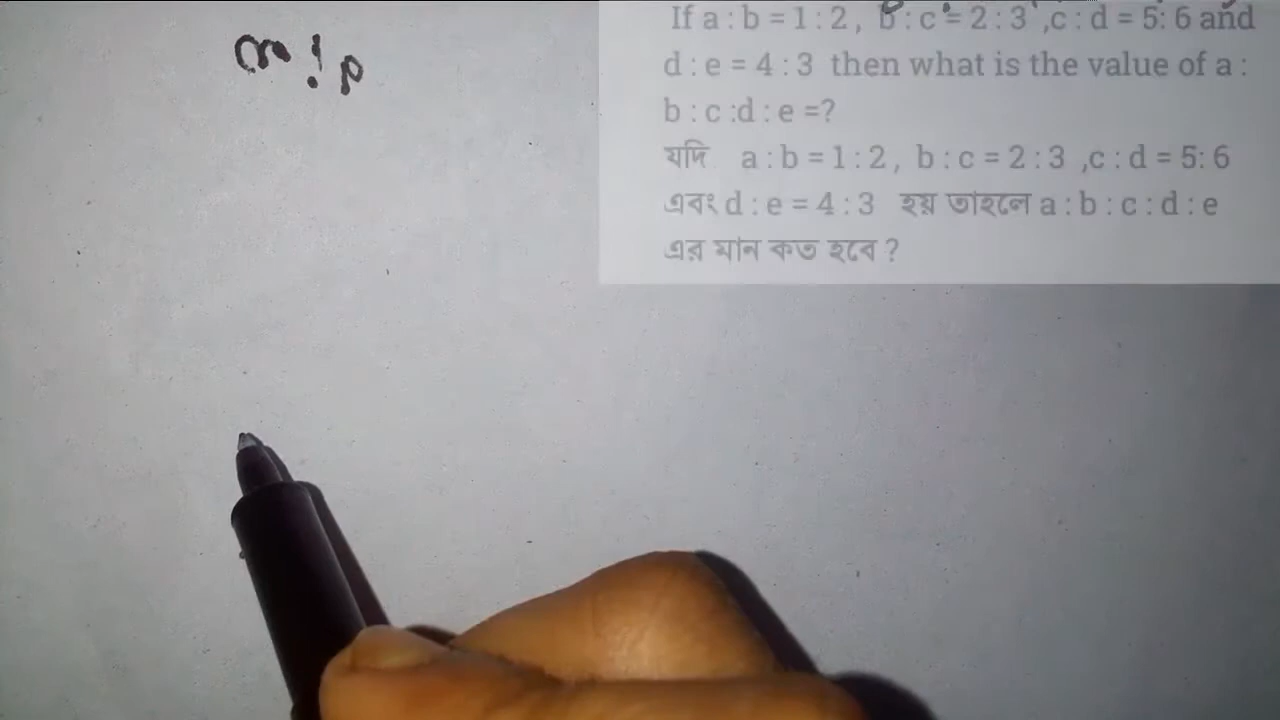 If a : b = 1 : 2, b : c = 2 : 3 ,c : d = 5: 6 and
d : e = 4 : 3 then what is the value of a :
b : c :d : e =?
যদি a : b = 1 : 2, b : c = 2 : 3 ,c : d = 5: 6
এবং d : e = 4 : 3 হয় তাহলে a : b : c : d : e
এর মান কত হবে ?